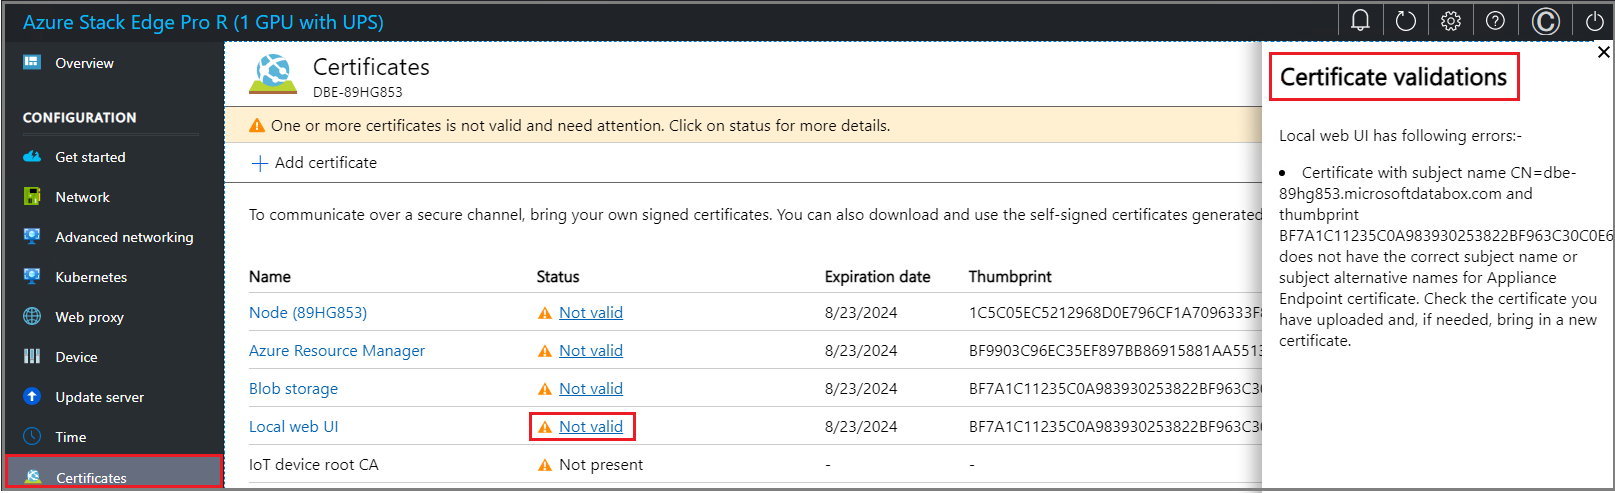 Azure Stack Edge Pro R (1 GPU with UPS)
Overview
CONFIGURATION
Get started
Network
Advanced networking
Kubernetes
Web proxy
Device
Update server
Time
Certificates
Certificates
DBE-89HG853
One or more certificates is not valid and need attention. Click on status for more details.
+ Add certificate
To communicate over a secure channel, bring your own signed certificates. You can also download and use the self-signed certificates generated
Name Status Expiration date Thumbprint
Node (89HG853) Not valid 8/23/2024 1C5C05EC5212968D0E796CF1A7096333F8
Azure Resource Manager Not valid 8/23/2024 BF9903C96EC35EF897BB86915881AA5513
Blob storage Not valid 8/23/2024 BF7A1C11235C0A983930253822BF963C30
Local web UI Not valid 8/23/2024 BF7A1C11235C0A983930253822BF963C30
IoT device root CA Not present - -
Certificate validations
Local web UI has following errors:-
• Certificate with subject name CN=dbe-
89hg853.microsoftdatabox.com and
thumbprint
BF7A1C11235C0A983930253822BF963C30C0E6
does not have the correct subject name or
subject alternative names for Appliance
Endpoint certificate. Check the certificate you
have uploaded and, if needed, bring in a new
certificate.